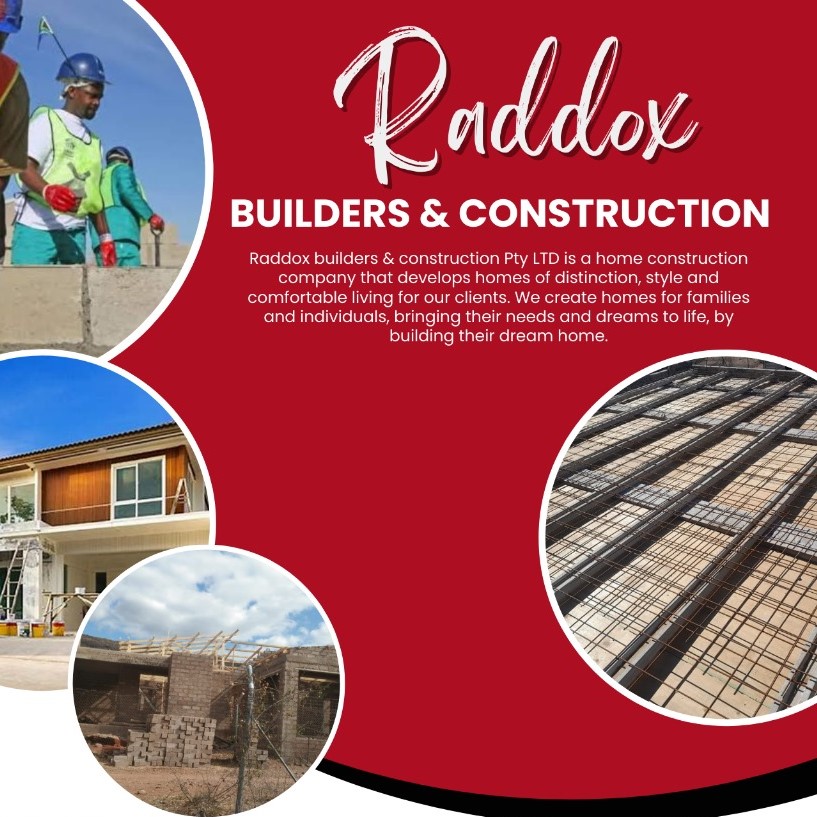 Raddox
BUILDERS & CONSTRUCTION
Raddox builders & construction Pty LTD is a home construction
company that develops homes of distinction, style and
comfortable living for our clients. We create homes for families
and individuals, bringing their needs and dreams to life, by
building their dream home.